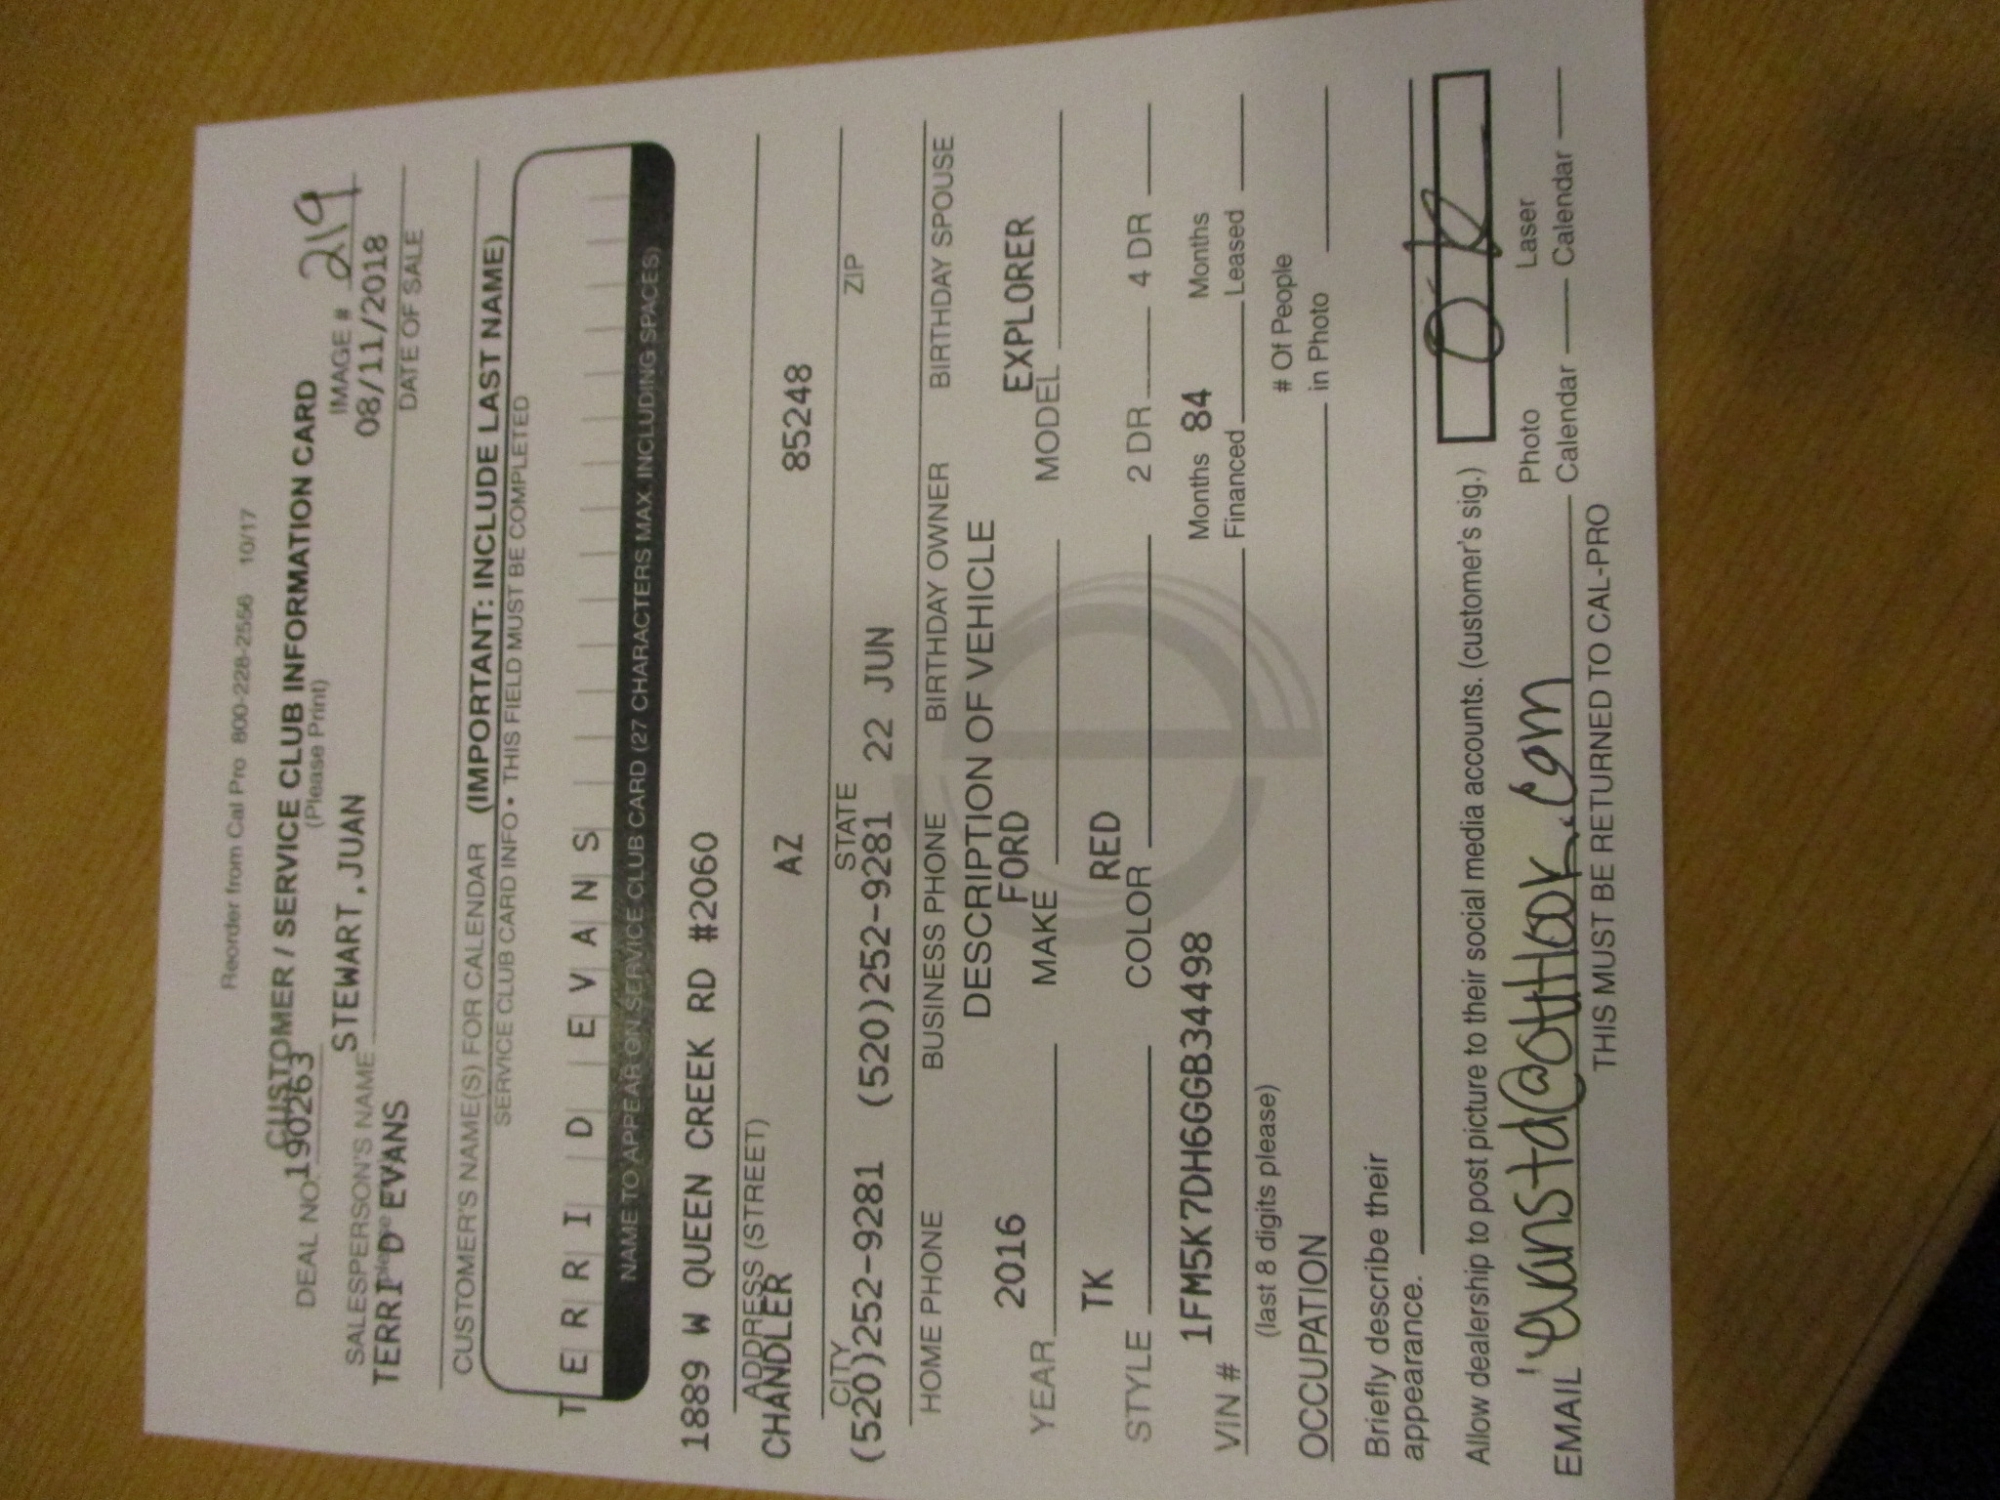 Reorder from Cal Pro 800-228-2556 10/17
CUSTOMER / SERVICE CLUB INFORMATION CARD
(Please Print)
DEAL NO. 1902263 IMAGE # 219
STEWART, JUAN 08/11/2018
SALESPERSON'S NAME DATE OF SALE
TERRI D EVANS
CUSTOMER'S NAME(S) FOR CALENDAR (IMPORTANT: INCLUDE LAST NAME)
SERVICE CLUB CARD INFO • THIS FIELD MUST BE COMPLETED
TERRI D EVANS
NAME TO APPEAR ON SERVICE CLUB CARD (27 CHARACTERS MAX. INCLUDING SPACES)
1889 W QUEEN CREEK RD #2060
ADDRESS (STREET)
CHANDLER AZ 85248
CITY STATE ZIP
(520)252-9281 (520)252-9281 22 JUN
HOME PHONE BUSINESS PHONE BIRTHDAY OWNER BIRTHDAY SPOUSE
DESCRIPTION OF VEHICLE
2016 FORD EXPLORER
YEAR MAKE MODEL
TK RED
STYLE COLOR 2 DR 4 DR
VIN # 1FM5K7DH6GGB34498 Months Financed 84 Months Leased
(last 8 digits please)
OCCUPATION # Of People in Photo
Briefly describe their
appearance.
Allow dealership to post picture to their social media accounts. (customer's sig.) OK
EMAIL evanstd@outlook.com Photo Calendar Laser Calendar
THIS MUST BE RETURNED TO CAL-PRO